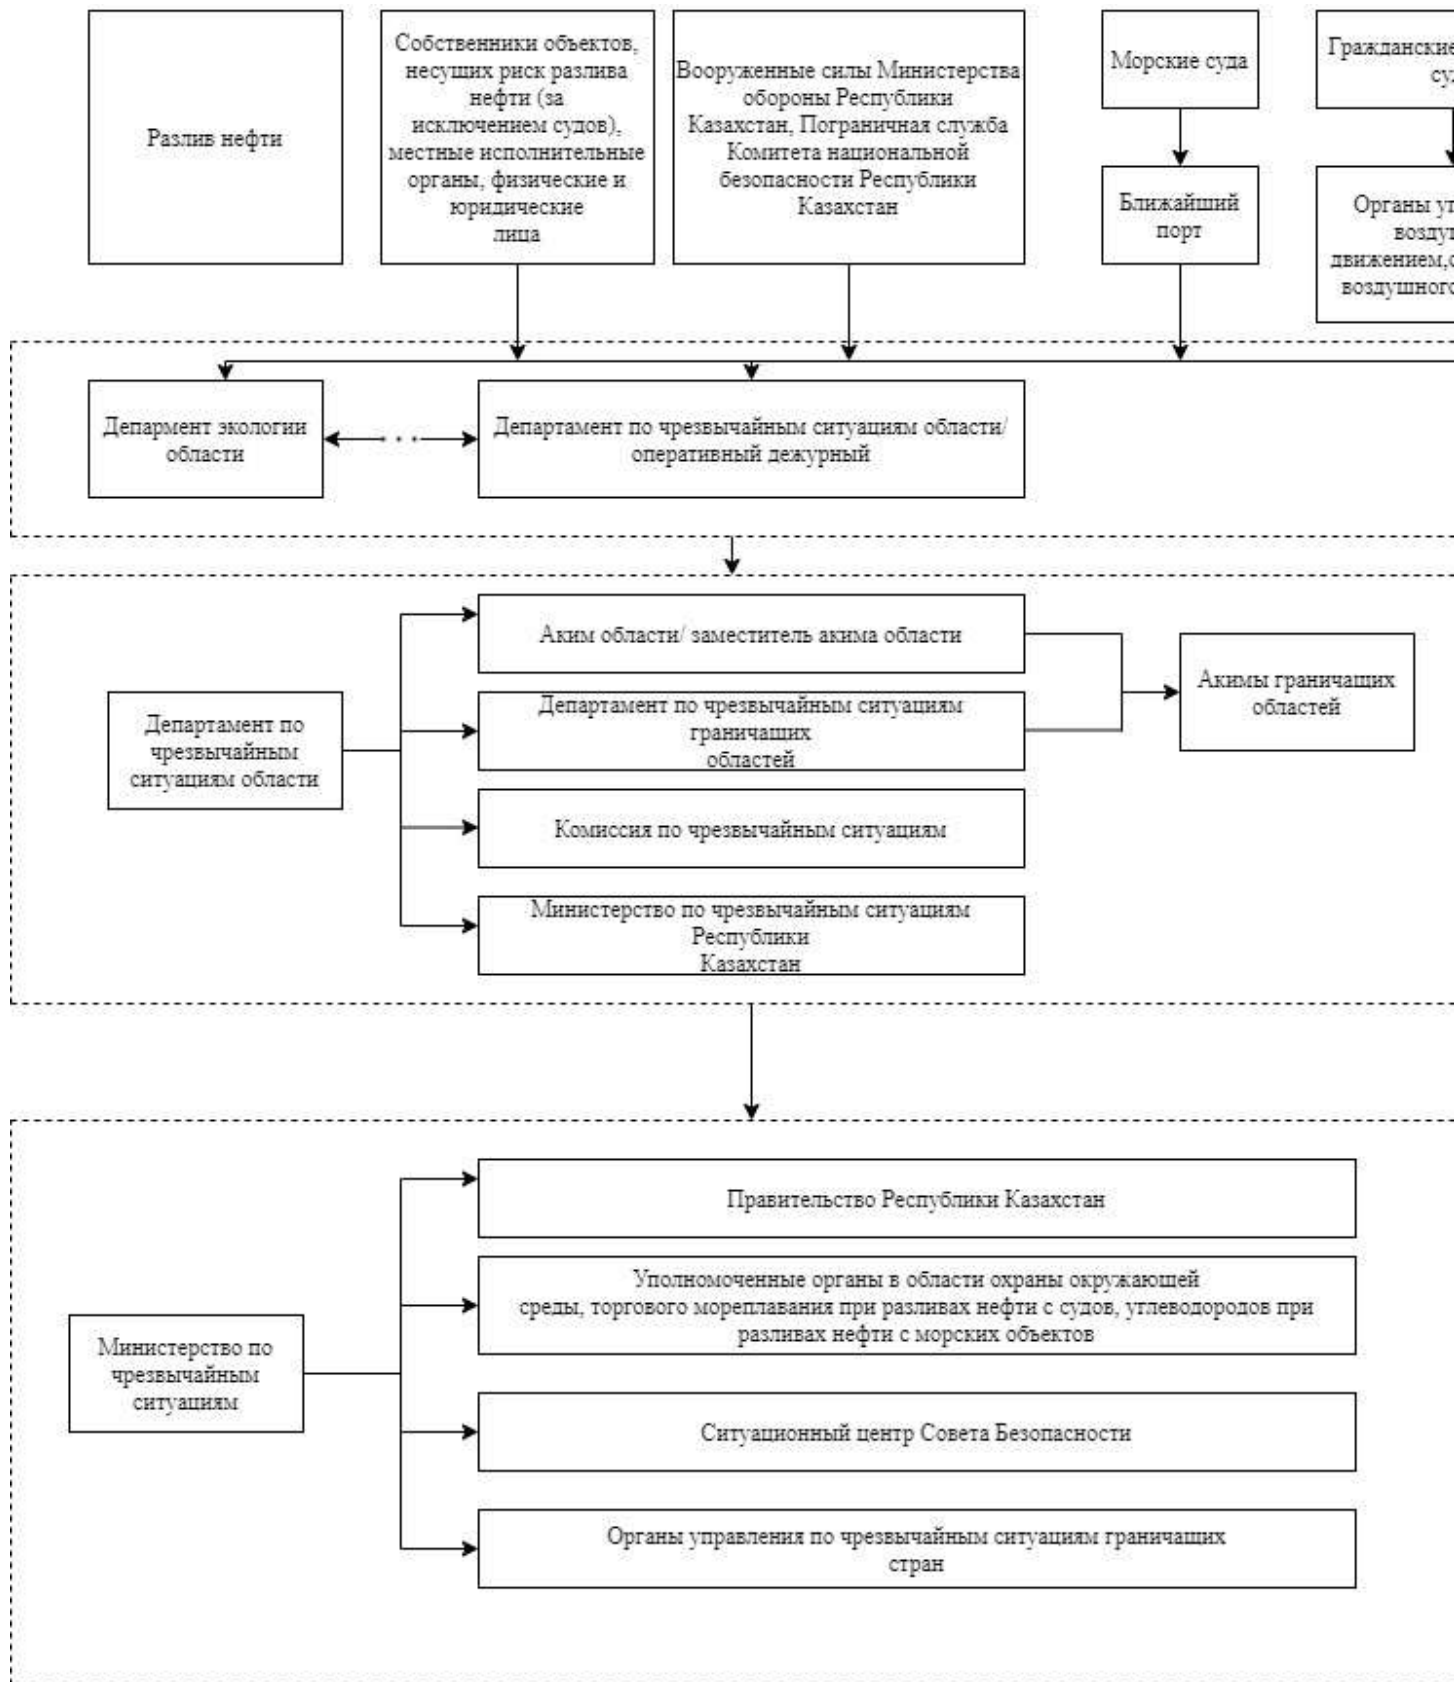 Разлив нефти
Собственники объектов,
несущих риск разлива
нефти (за
исключением судов),
местные исполнительные
органы, физические и
юридические
лица
Вооруженные силы Министерства
обороны Республики
Казахстан, Пограничная служба
Комитета национальной
безопасности Республики
Казахстан
Морские суда
Ближайший
порт
Гражданские
Органы
движением,
воздушного
Депармент экологии
области
Департамент по чрезвычайным ситуациям области/
оперативный дежурный
Департамент по
чрезвычайным
ситуациям области
Аким области/ заместитель акима области
Департамент по чрезвычайным ситуациям
граничащих
областей
Комиссия по чрезвычайным ситуациям
Министерство по чрезвычайным ситуациям
Республики
Казахстан
Акимы граничащих
областей
Министерство по
чрезвычайным
ситуациям
Правительство Республики Казахстан
Уполномоченные органы в области охраны окружающей
среды, торгового мореплавания при разливах нефти с судов, углеводородов при
разливах нефти с морских объектов
Ситуационный центр Совета Безопасности
Органы управления по чрезвычайным ситуациям граничащих
стран